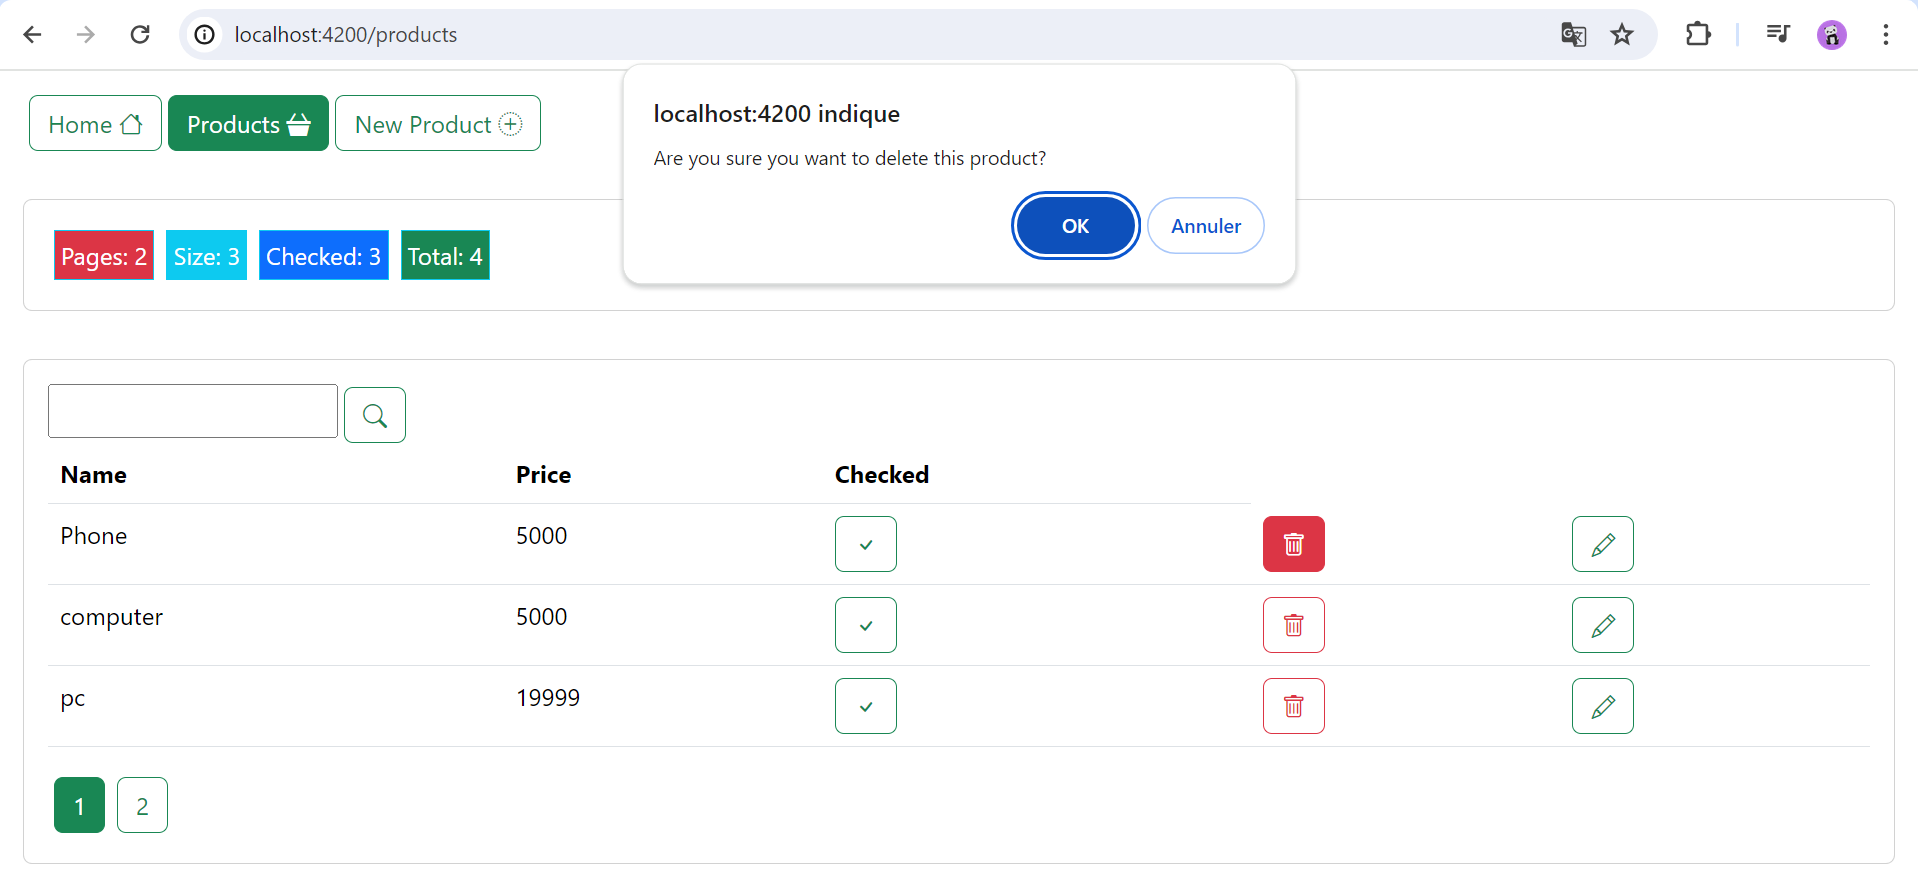 localhost:4200/products
localhost:4200 indique
Are you sure you want to delete this product?
OK Annuler
Home Products New Product
Pages: 2 Size: 3 Checked: 3 Total: 4
Name Price Checked
Phone 5000
computer 5000
pc 19999
1 2